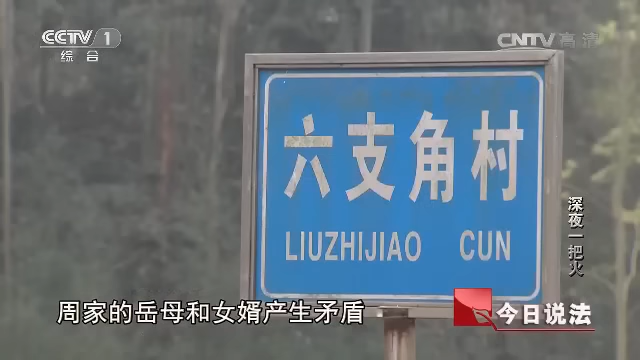 CCTV 1
综合
CNTV 高清
六支角村
LIUZHIJIAO CUN
深夜一把火
周家的岳母和女婿产生矛盾
今日说法